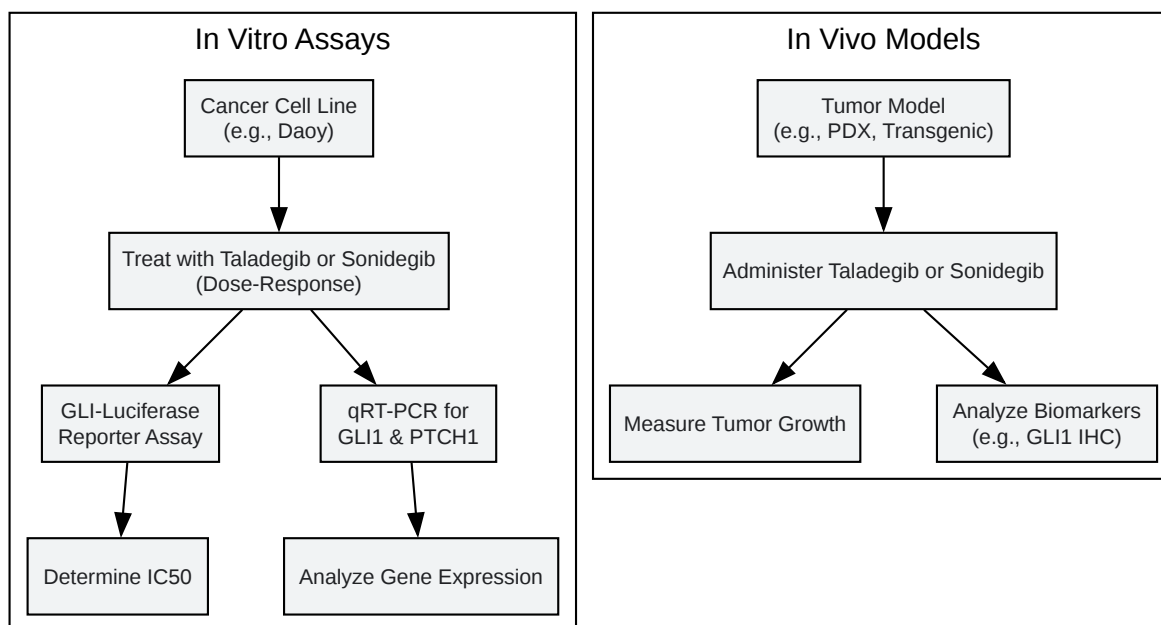 In Vitro Assays
Cancer Cell Line
(e.g., Daoy)
Treat with Taladegib or Sonidegib
(Dose-Response)
GLI-Luciferase
Reporter Assay
qRT-PCR for
GLI1 & PTCH1
Determine IC50
Analyze Gene Expression
In Vivo Models
Tumor Model
(e.g., PDX, Transgenic)
Administer Taladegib or Sonidegib
Measure Tumor Growth
Analyze Biomarkers
(e.g., GLI1 IHC)